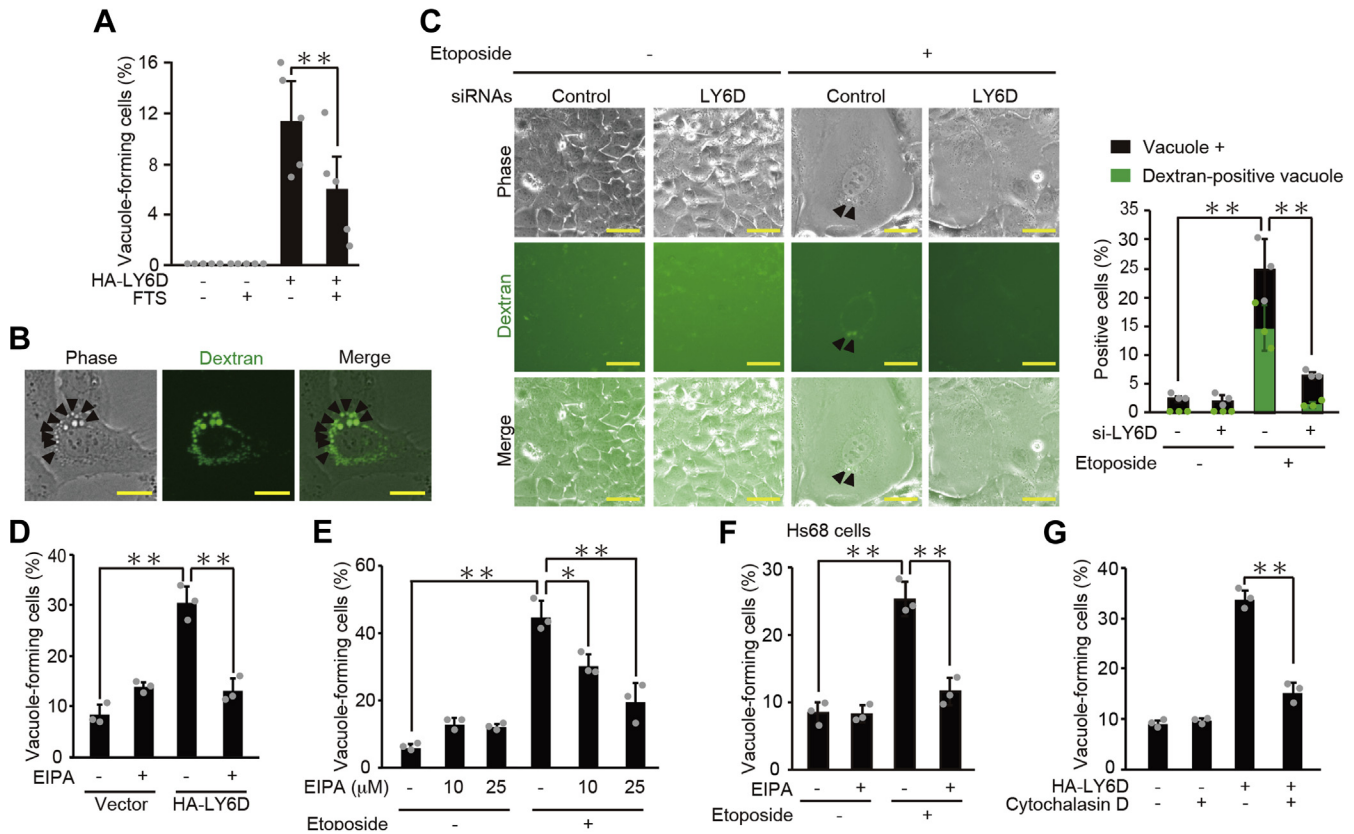 A
Vacuole-forming cells (%)
16
12
8
4
0
**
HA-LY6D - - + +
FTS - + - +
B
Phase Dextran Merge
C
Etoposide - +
siRNAs Control LY6D Control LY6D
Phase
Dextran
Merge
Vacuole +
Dextran-positive vacuole
Positive cells (%)
35
30
25
20
15
10
5
0
** **
si-LY6D - + - +
Etoposide - +
D
Vacuole-forming cells (%)
40
30
20
10
0
** **
EIPA - + - +
Vector HA-LY6D
E
Vacuole-forming cells (%)
60
40
20
0
**
** *
EIPA (μM) - 10 25 - 10 25
Etoposide - +
F
Hs68 cells
Vacuole-forming cells (%)
30
20
10
0
** **
EIPA - + - +
Etoposide - +
G
Vacuole-forming cells (%)
40
30
20
10
0
**
HA-LY6D - - + +
Cytochalasin D - + - +